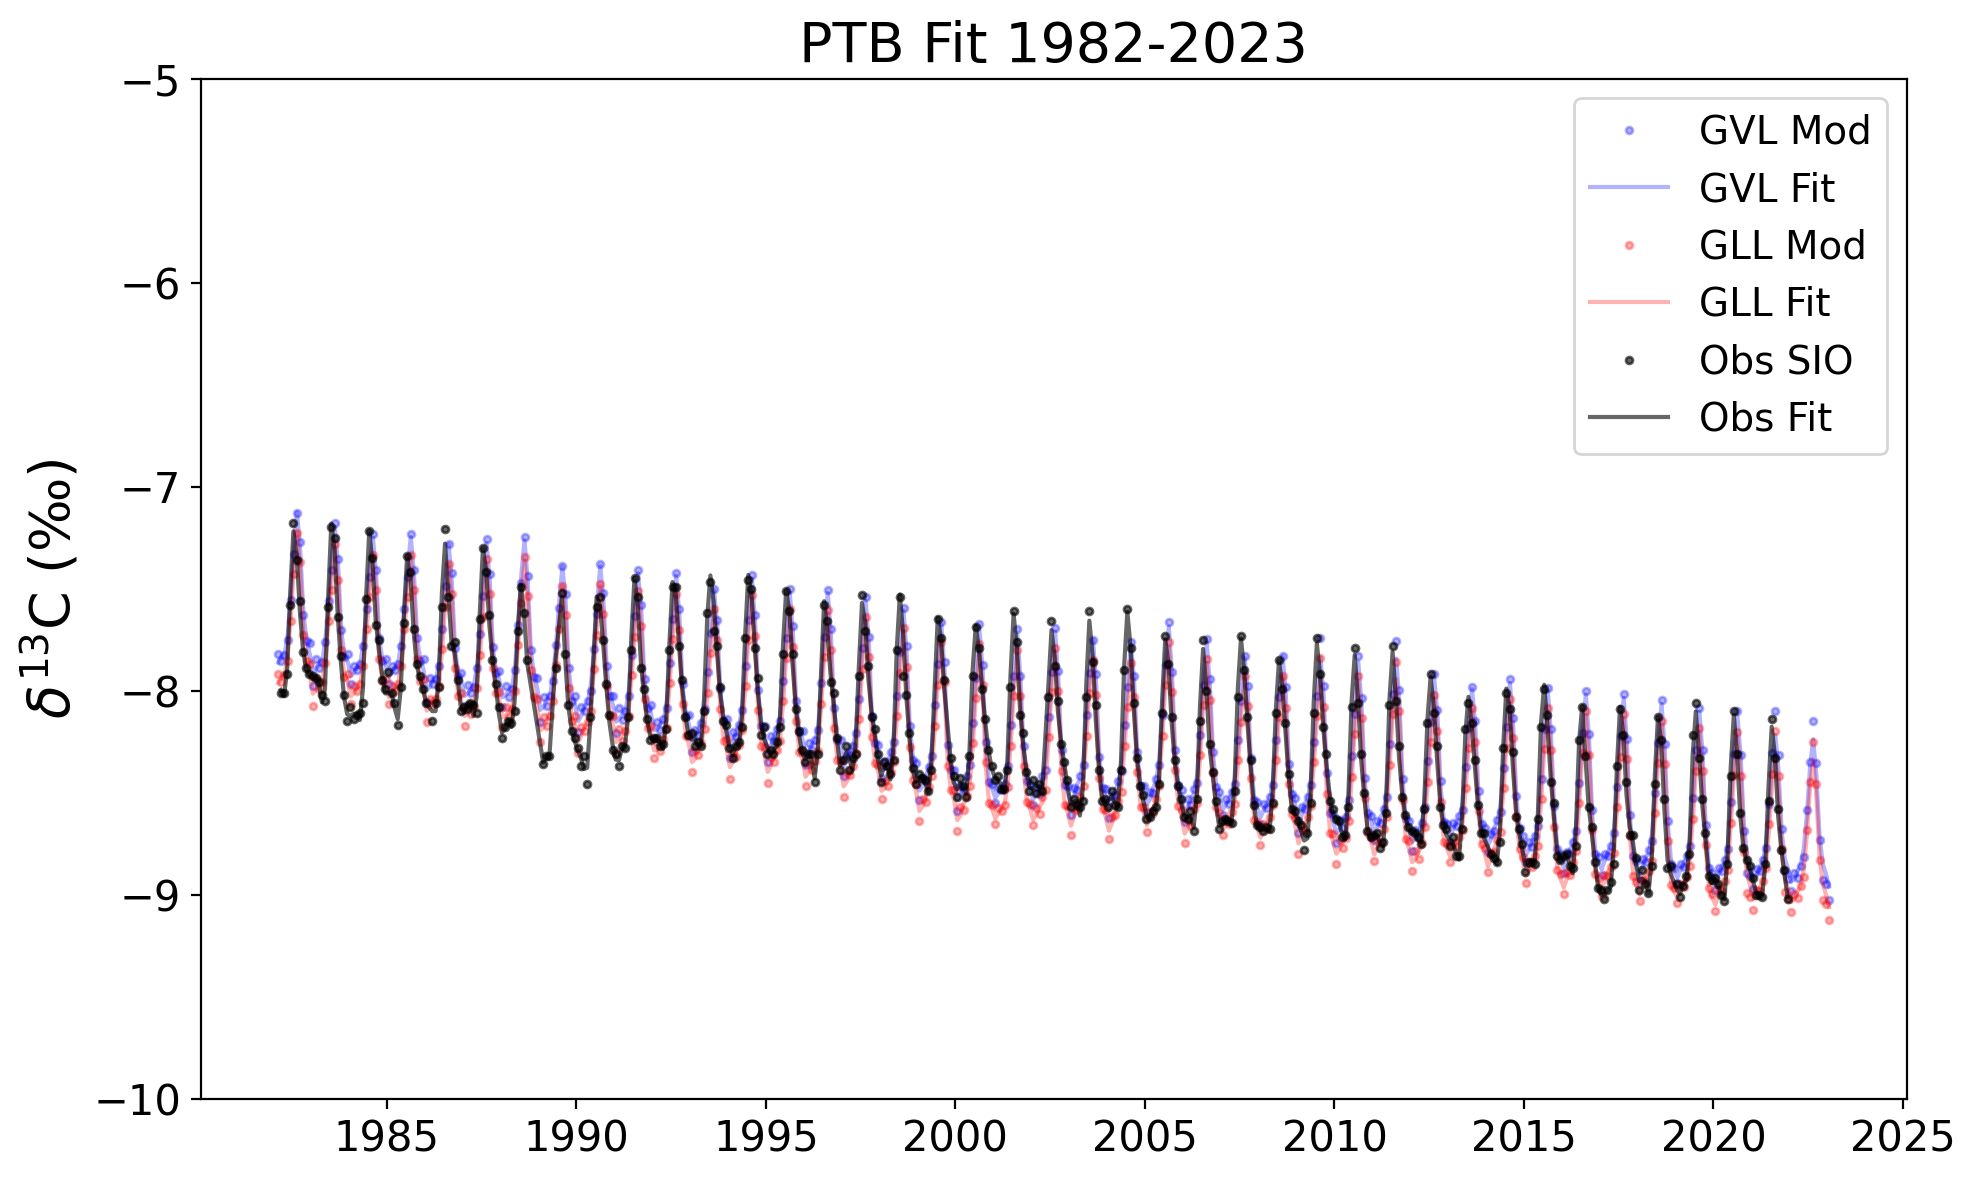 PTB Fit 1982-2023
δ¹³C (‰)
−5
−6
−7
−8
−9
−10
GVL Mod
GVL Fit
GLL Mod
GLL Fit
Obs SIO
Obs Fit
1985 1990 1995 2000 2005 2010 2015 2020 2025